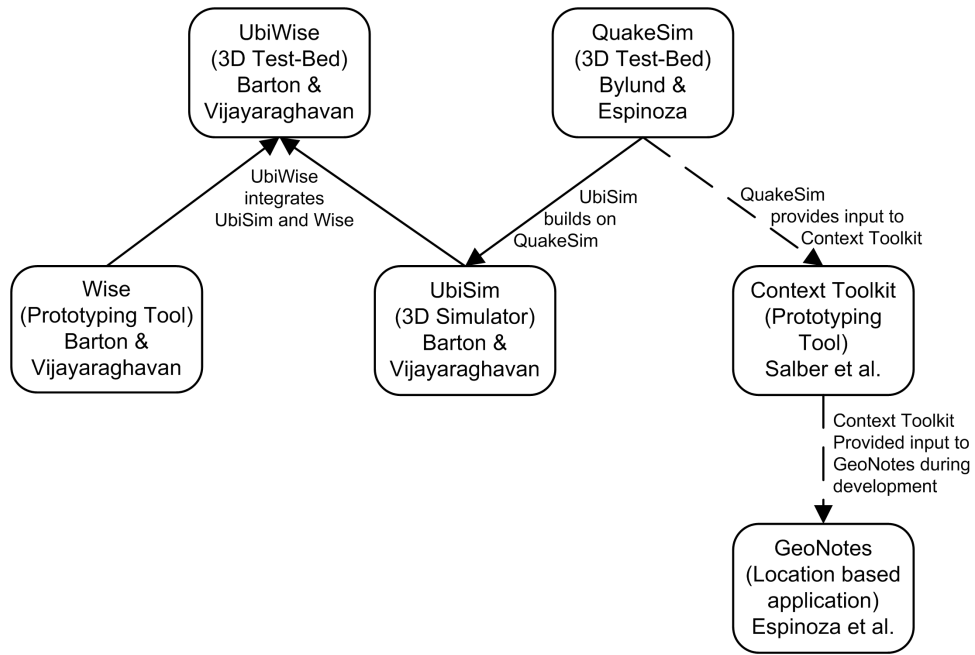 UbiWise
(3D Test-Bed)
Barton &
Vijayaraghavan
QuakeSim
(3D Test-Bed)
Bylund &
Espinoza
UbiWise
integrates
UbiSim and Wise
UbiSim
builds on
QuakeSim
QuakeSim
provides input to
Context Toolkit
Wise
(Prototyping Tool)
Barton &
Vijayaraghavan
UbiSim
(3D Simulator)
Barton &
Vijayaraghavan
Context Toolkit
(Prototyping
Tool)
Salber et al.
Context Toolkit
Provided input to
GeoNotes during
development
GeoNotes
(Location based
application)
Espinoza et al.